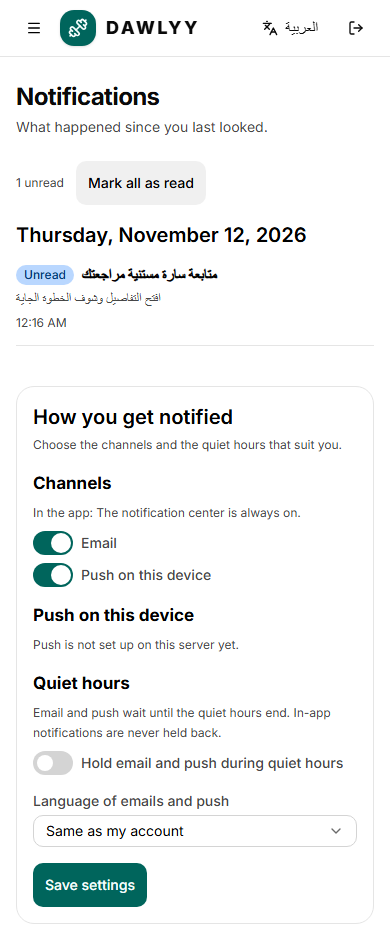 DAWLYY
العربية
Notifications
What happened since you last looked.
1 unread
Mark all as read
Thursday, November 12, 2026
Unread متابعة سارة مستنية مراجعتك
افتح التفاصيل وشوف الخطوة الجاية
12:16 AM
How you get notified
Choose the channels and the quiet hours that suit you.
Channels
In the app: The notification center is always on.
Email
Push on this device
Push on this device
Push is not set up on this server yet.
Quiet hours
Email and push wait until the quiet hours end. In-app
notifications are never held back.
Hold email and push during quiet hours
Language of emails and push
Same as my account
Save settings